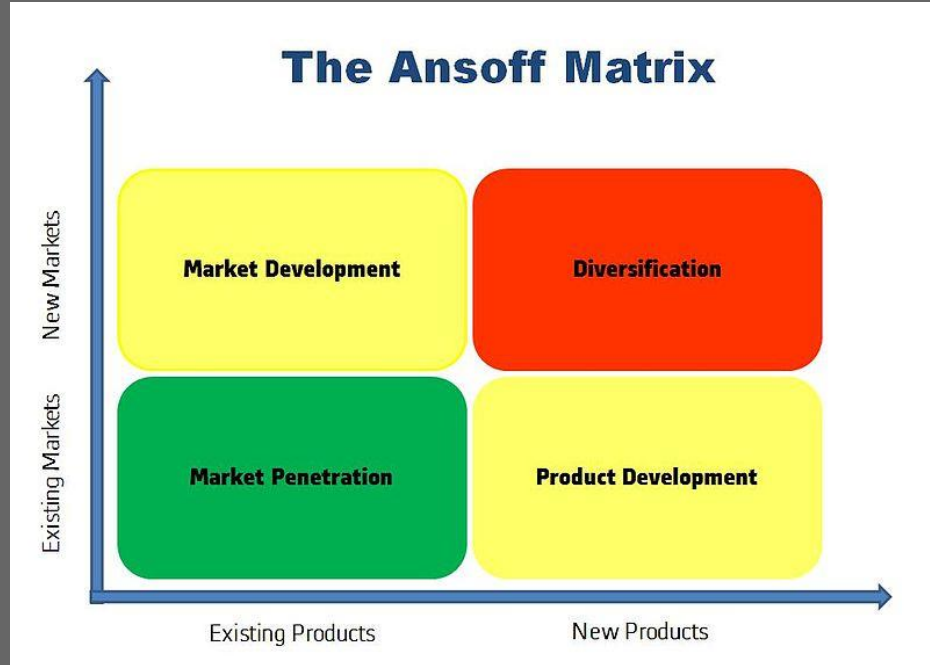 The Ansoff Matrix
New Markets
Market Development
Diversification
Existing Markets
Market Penetration
Product Development
Existing Products
New Products